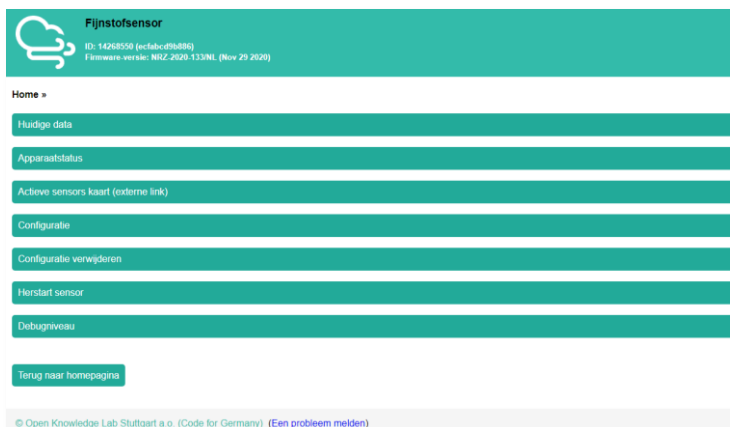 Fijnstofsensor
ID: 14268550 (ecfabcd9b886)
Firmware-versie: NRZ-2020-133/NL (Nov 29 2020)
Home »
Huidige data
Apparaatstatus
Actieve sensors kaart (externe link)
Configuratie
Configuratie verwijderen
Herstart sensor
Debugniveau
Terug naar homepagina
© Open Knowledge Lab Stuttgart a.o. (Code for Germany) (Een probleem melden)